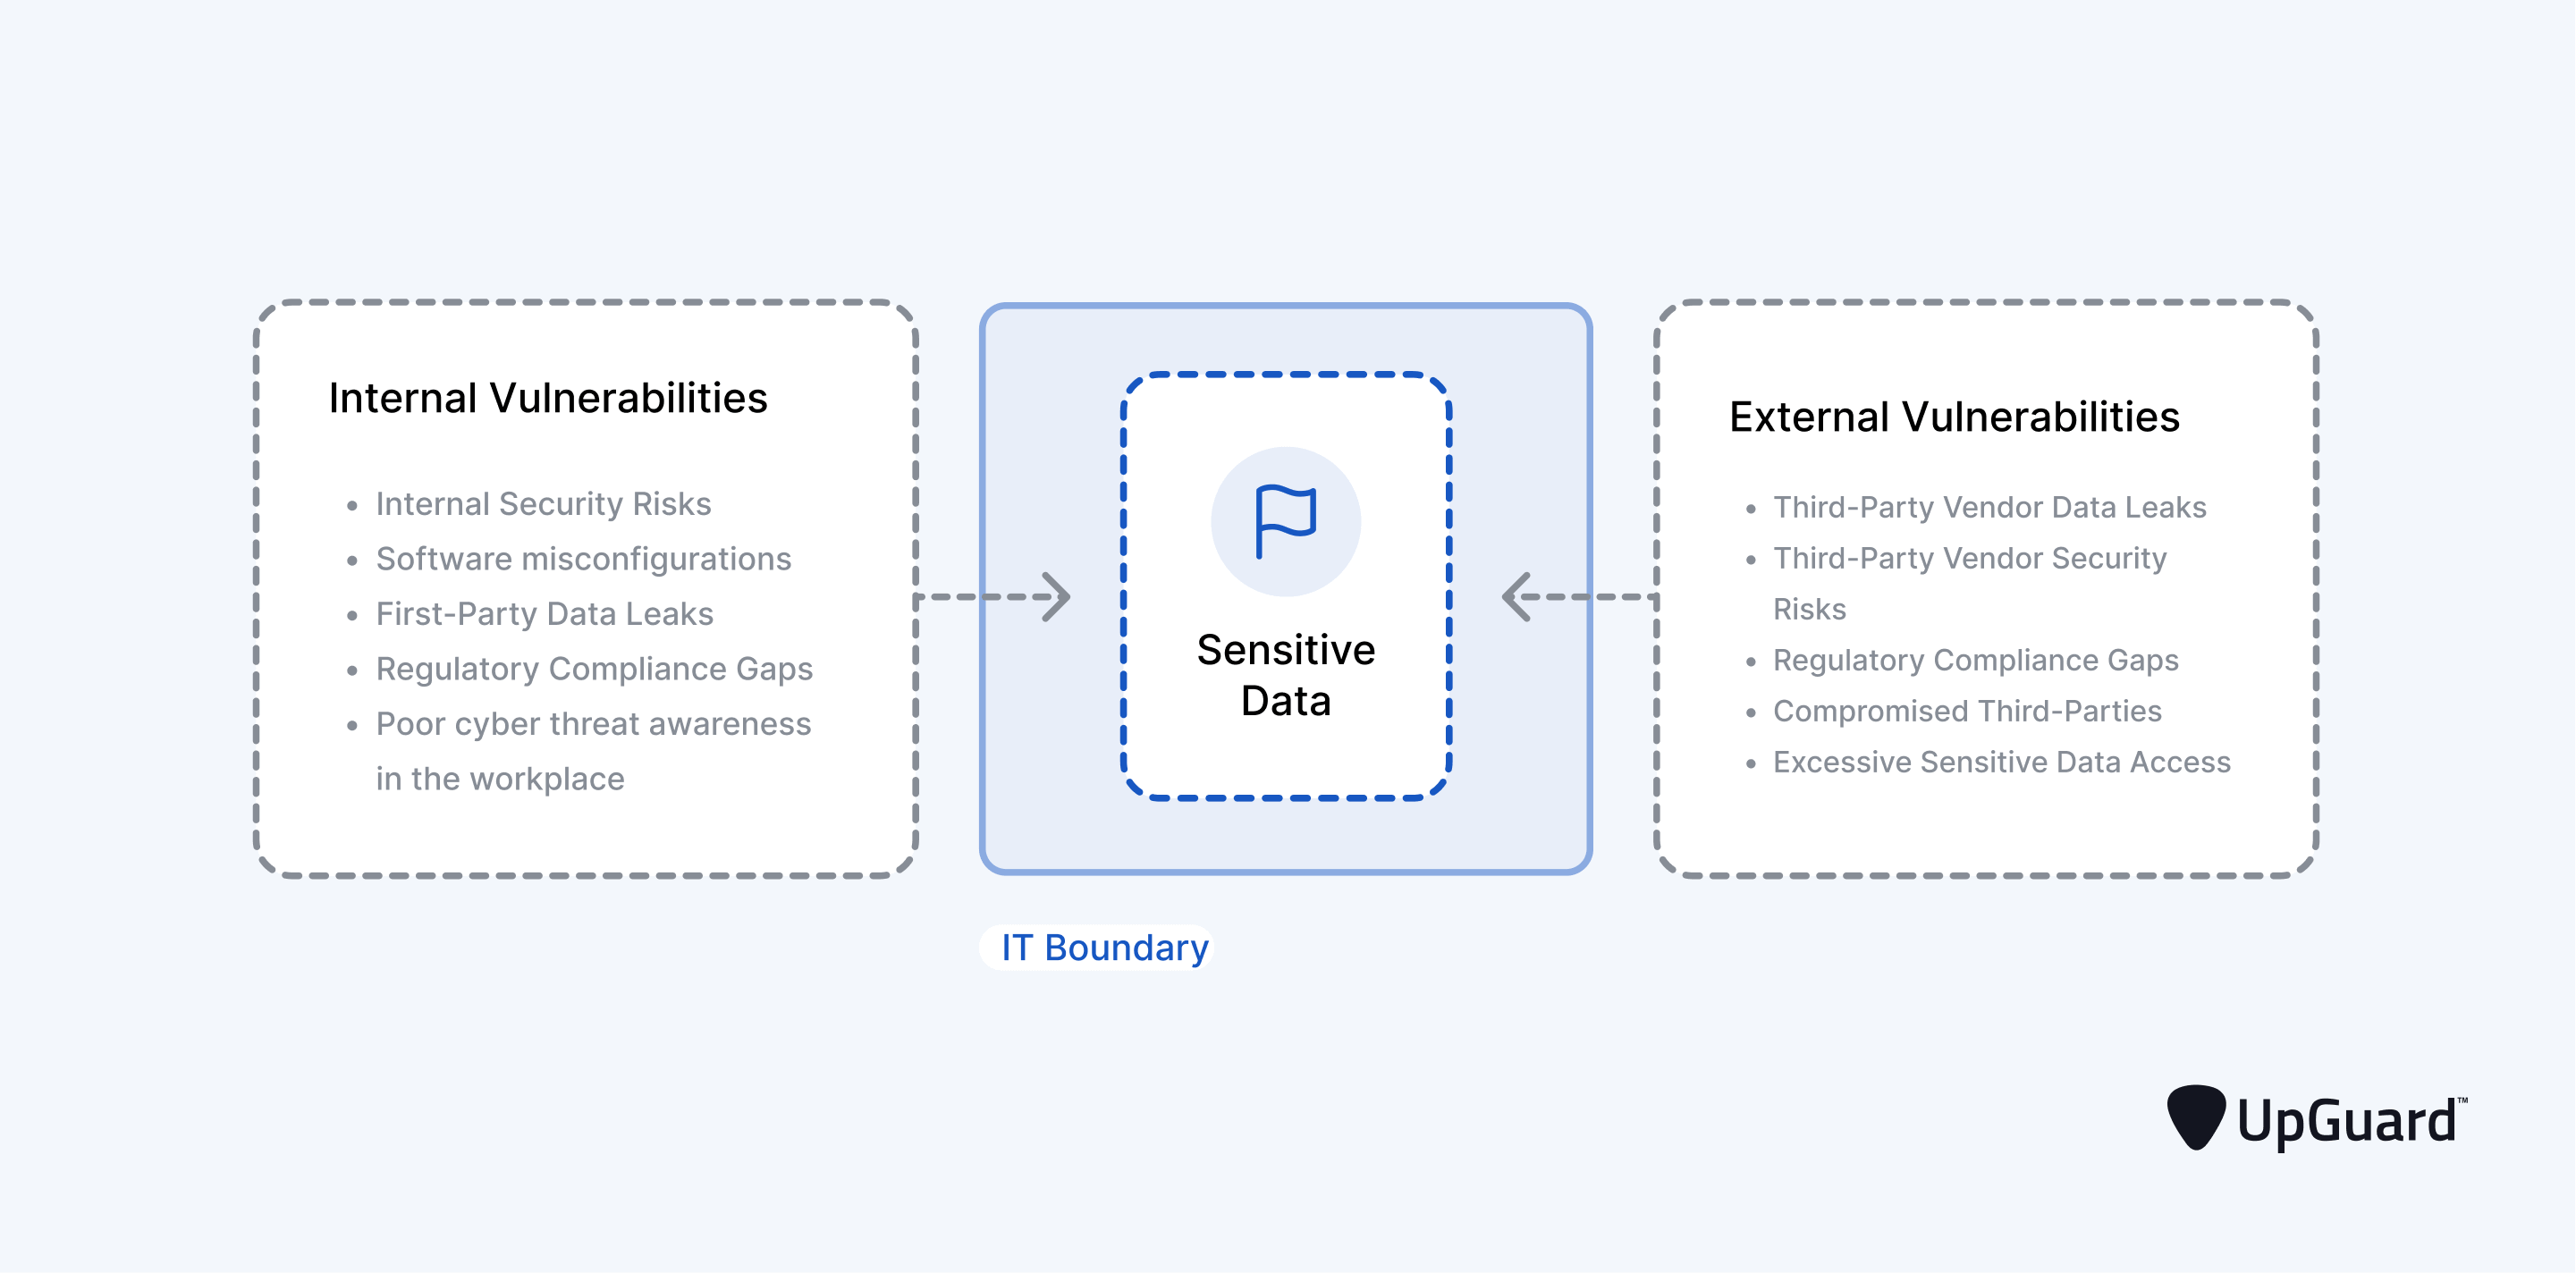 Internal Vulnerabilities
• Internal Security Risks
• Software misconfigurations
• First-Party Data Leaks
• Regulatory Compliance Gaps
• Poor cyber threat awareness
in the workplace
Sensitive
Data
IT Boundary
External Vulnerabilities
• Third-Party Vendor Data Leaks
• Third-Party Vendor Security
Risks
• Regulatory Compliance Gaps
• Compromised Third-Parties
• Excessive Sensitive Data Access
UpGuard™